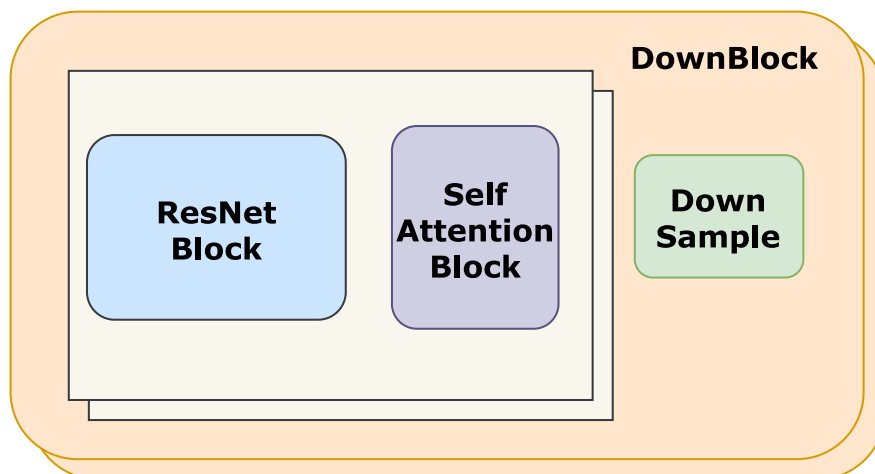 DownBlock
ResNet
Block
Self
Attention
Block
Down
Sample